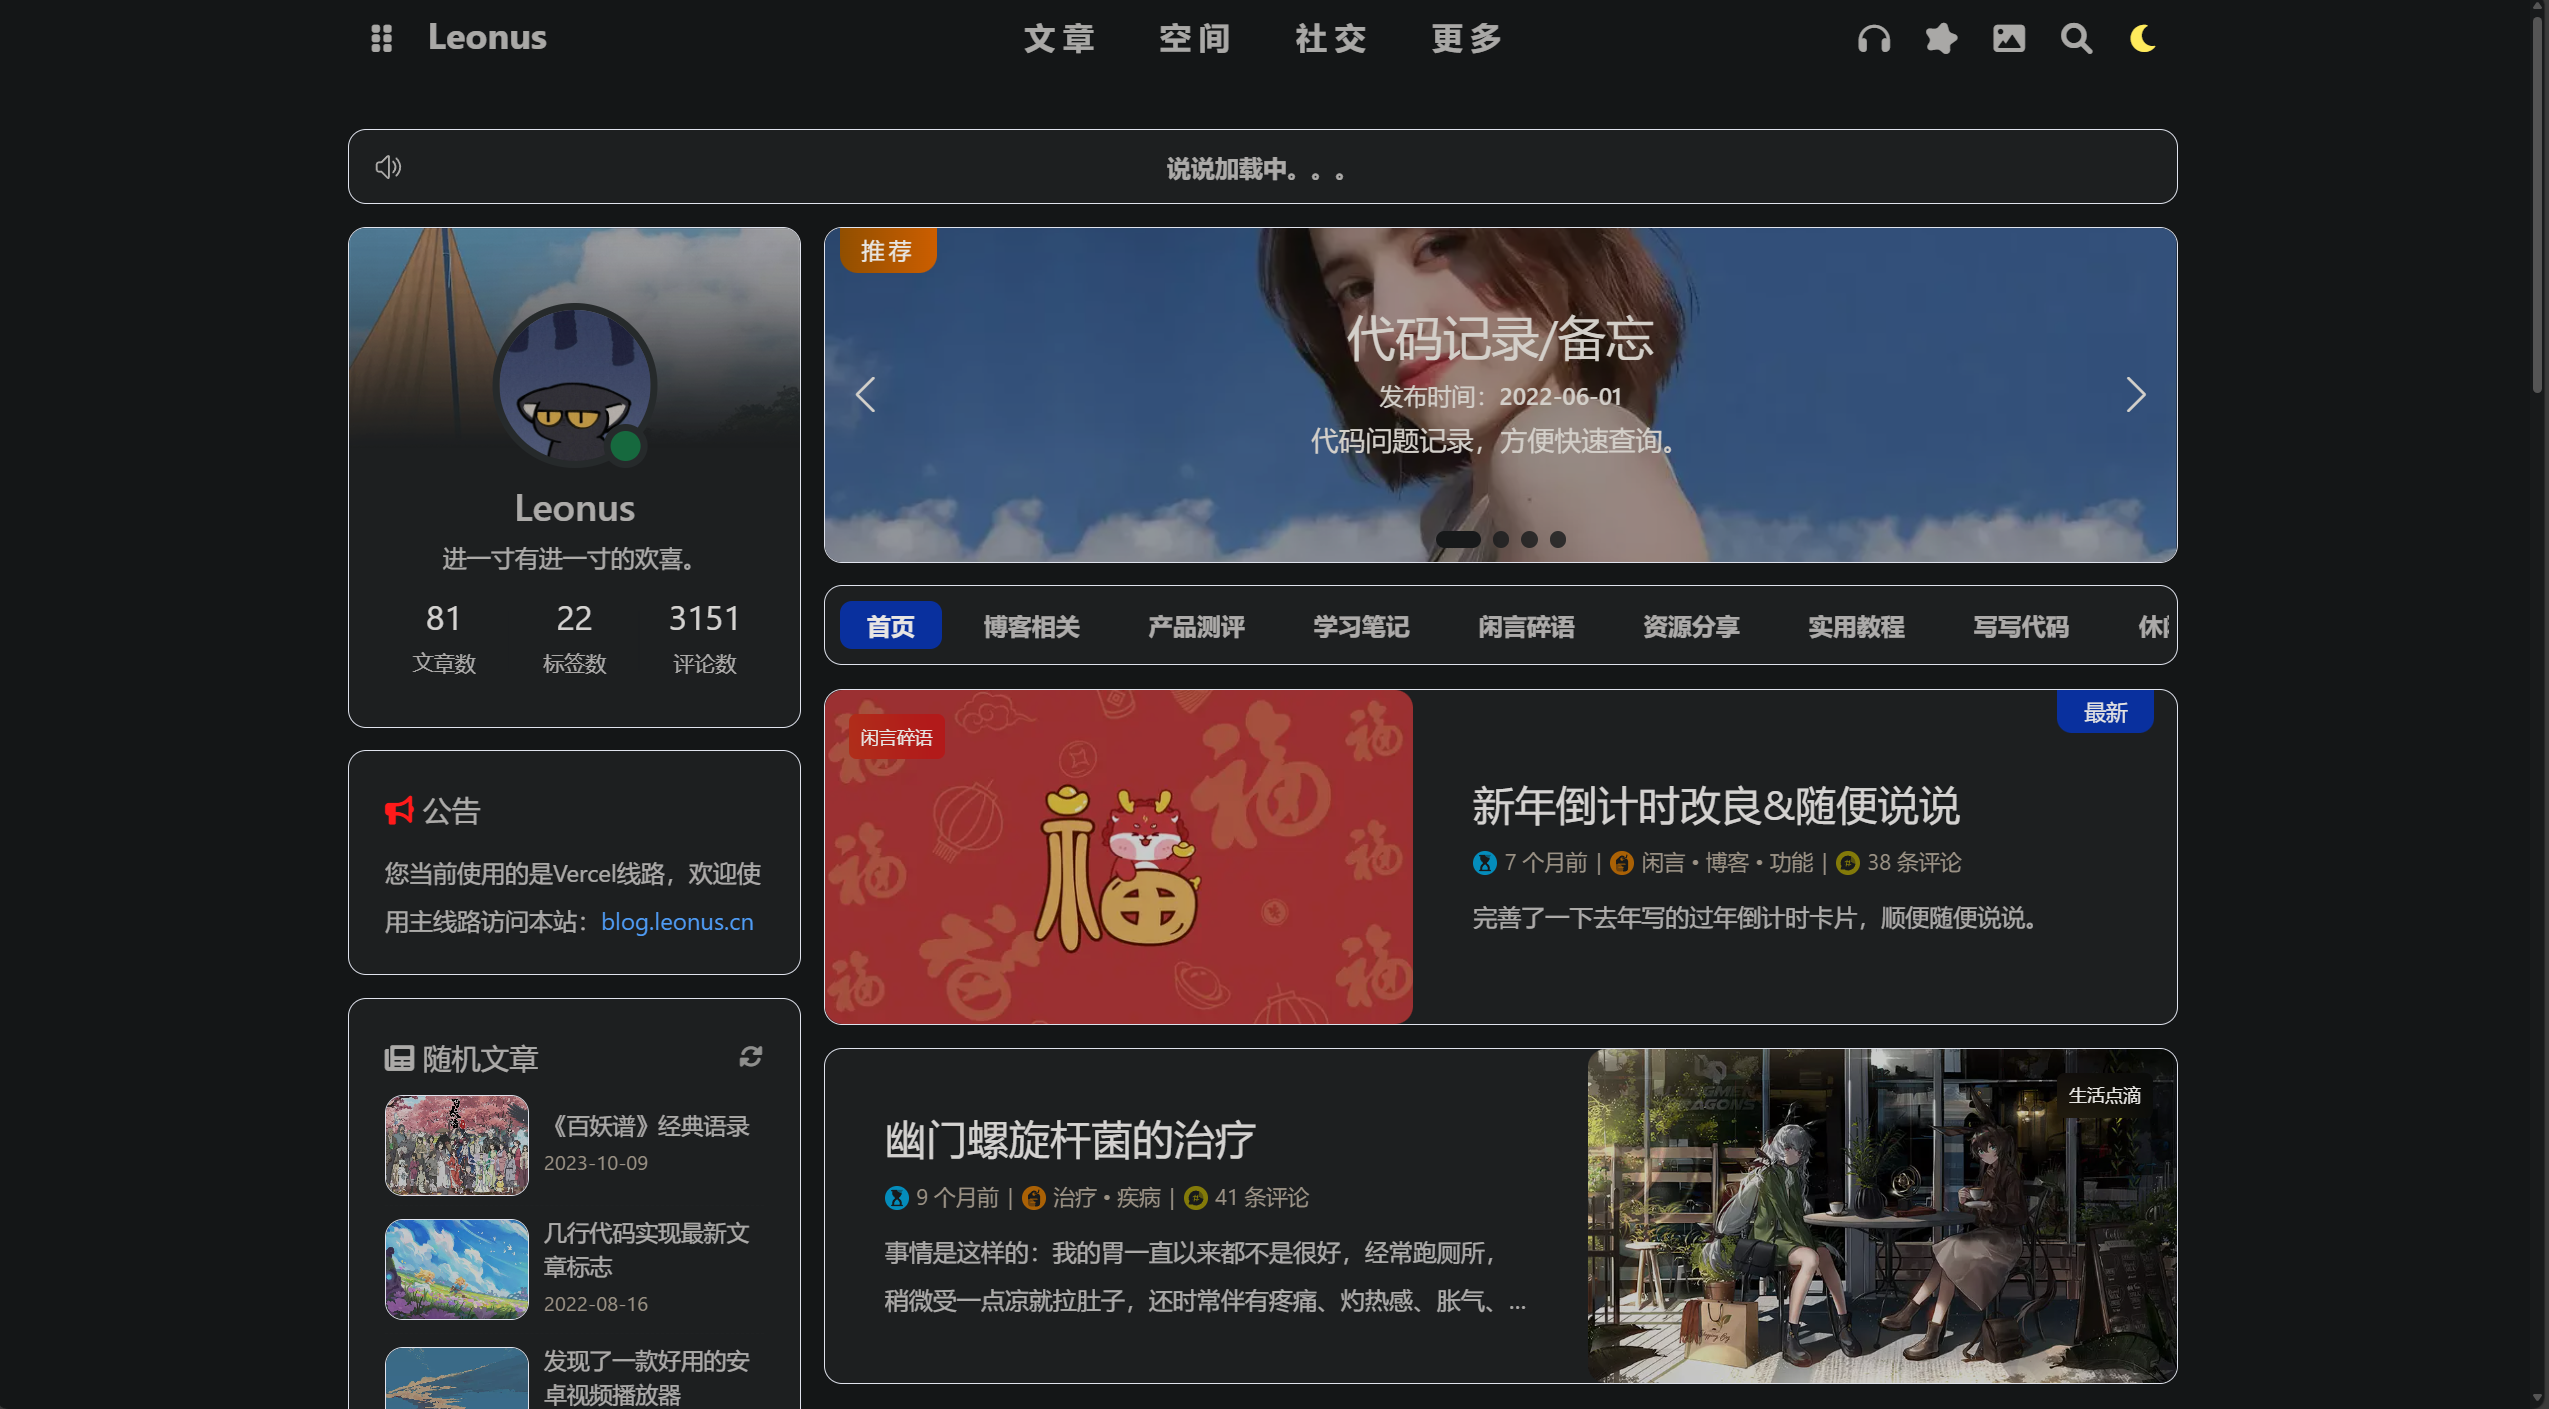 Leonus
文章 空间 社交 更多
说说加载中。。。
Leonus
进一寸有进一寸的欢喜。
81 22 3151
文章数 标签数 评论数
公告
您当前使用的是Vercel线路，欢迎使
用主线路访问本站：blog.leonus.cn
随机文章
《百妖谱》经典语录
2023-10-09
几行代码实现最新文
章标志
2022-08-16
发现了一款好用的安
卓视频播放器
推荐
代码记录/备忘
发布时间：2022-06-01
代码问题记录，方便快速查询。
首页 博客相关 产品测评 学习笔记 闲言碎语 资源分享 实用教程 写写代码
闲言碎语
最新
新年倒计时改良&随便说说
7 个月前 | 闲言 • 博客 • 功能 | 38 条评论
完善了一下去年写的过年倒计时卡片，顺便随便说说。
幽门螺旋杆菌的治疗
9 个月前 | 治疗 • 疾病 | 41 条评论
事情是这样的：我的胃一直以来都不是很好，经常跑厕所，
稍微受一点凉就拉肚子，还时常伴有疼痛、灼热感、胀气、...
生活点滴